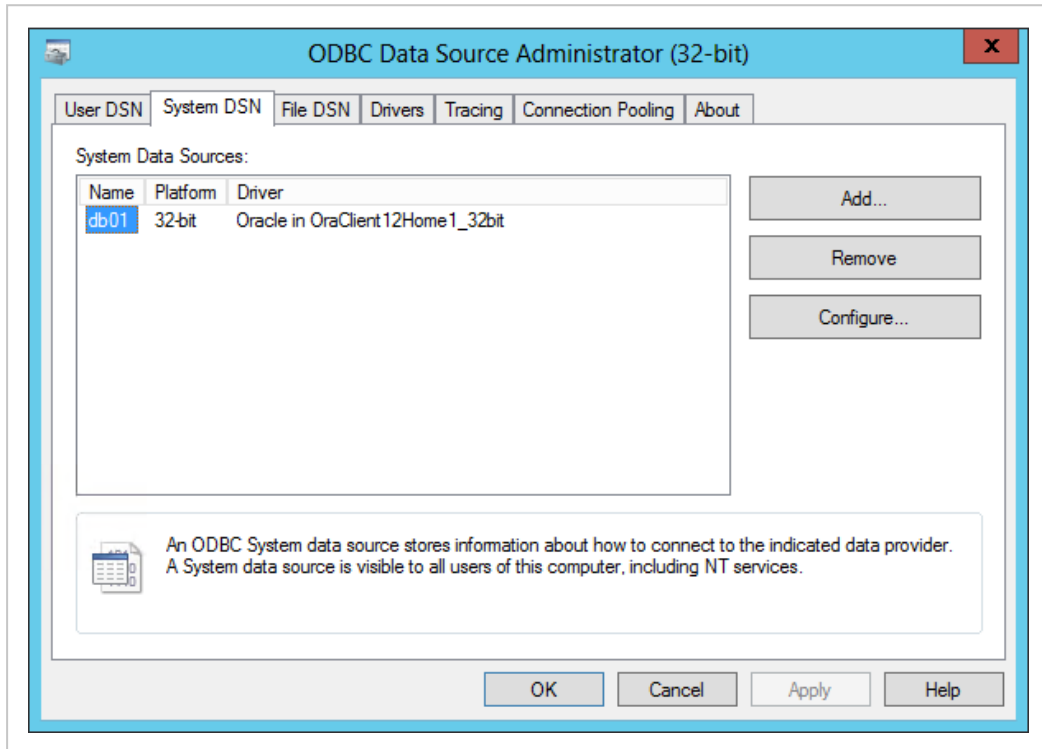 ODBC Data Source Administrator (32-bit)
x
User DSN System DSN File DSN Drivers Tracing Connection Pooling About
System Data Sources:
Name Platform Driver
db01 32-bit Oracle in OraClient12Home1_32bit
Add...
Remove
Configure...
An ODBC System data source stores information about how to connect to the indicated data provider.
A System data source is visible to all users of this computer, including NT services.
OK Cancel Apply Help